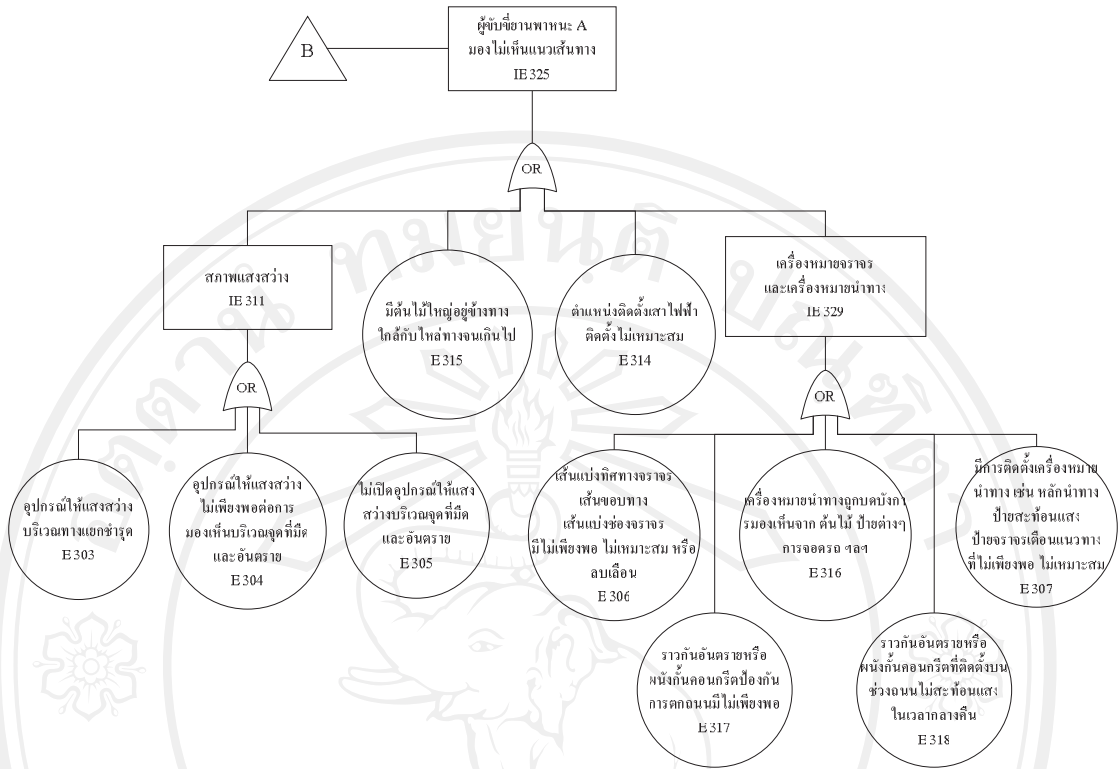 B
ผู้ขับขี่ยานพาหนะ A
มองไม่เห็นแนวเส้นทาง
IE325
OR
สภาพแสงสว่าง
IE311
มีต้นไม้ใหญ่อยู่ข้างทาง
ใกล้กับไหล่ทางจนเกินไป
E315
ตำแหน่งติดตั้งเสาไฟฟ้า
ติดตั้งไม่เหมาะสม
E314
เครื่องหมายจราจร
และเครื่องหมายนำทาง
IE329
OR
OR
อุปกรณ์ให้แสงสว่าง
บริเวณทางแยกชำรุด
E303
อุปกรณ์ให้แสงสว่าง
ไม่เพียงพอต่อการ
มองเห็นบริเวณจุดที่มืด
และอันตราย
E304
ไม่เปิดอุปกรณ์ให้แสง
สว่างบริเวณจุดที่มืด
และอันตราย
E305
เส้นแบ่งทิศทางจราจร
เส้นขอบทาง
เส้นแบ่งช่องจราจร
มีไม่เพียงพอ ไม่เหมาะสม หรือ
ลบเลือน
E306
เครื่องหมายนำทางถูกบดบังกา
รมองเห็นจาก ต้นไม้ ป้ายต่างๆ
การจอดรถ ฯลฯ
E316
มีการติดตั้งเครื่องหมาย
นำทาง เช่น หลักนำทาง
ป้ายสะท้อนแสง
ป้ายจราจรเตือนแนวทาง
ที่ไม่เพียงพอ ไม่เหมาะสม
E307
ราวกันอันตรายหรือ
ผนังกั้นคอนกรีตป้องกัน
การตกถนนมีไม่เพียงพอ
E317
ราวกันอันตรายหรือ
ผนังกั้นคอนกรีตที่ติดตั้งบน
ช่วงถนนไม่สะท้อนแสง
ในเวลากลางคืน
E318